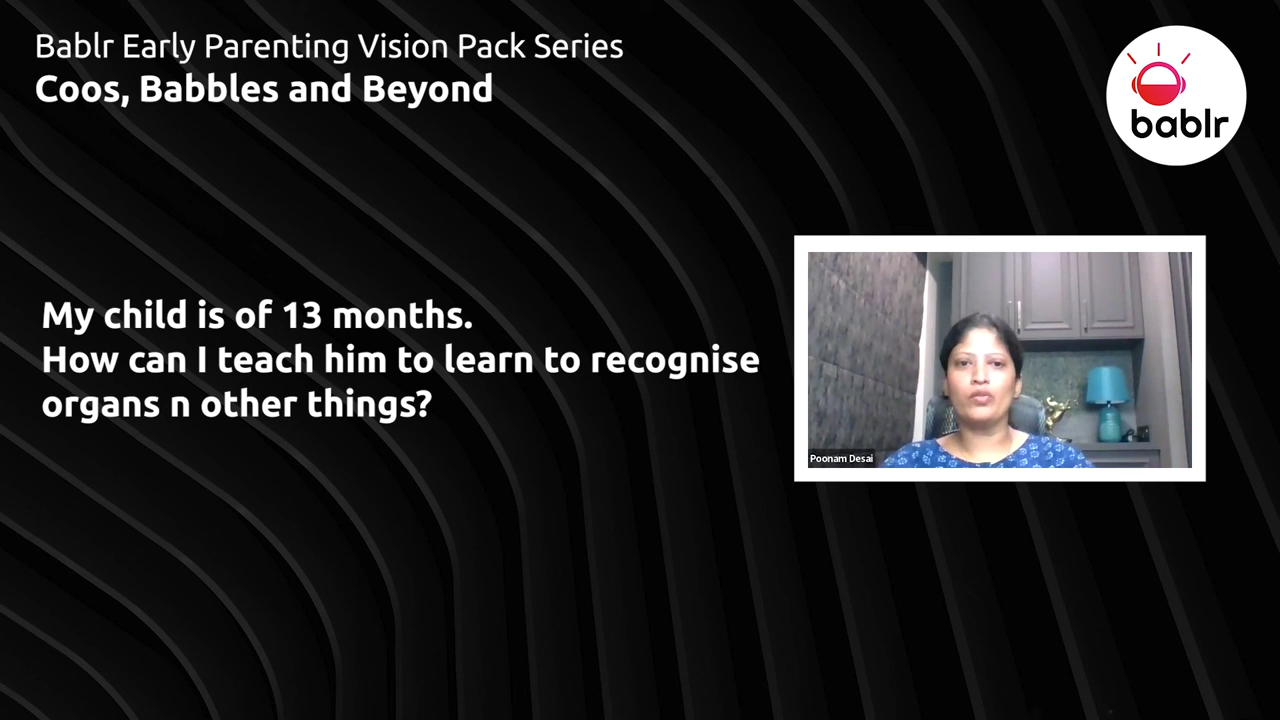 Bablr Early Parenting Vision Pack Series
Coos, Babbles and Beyond
bablr
My child is of 13 months.
How can I teach him to learn to recognise
organs n other things?
Poonam Desai